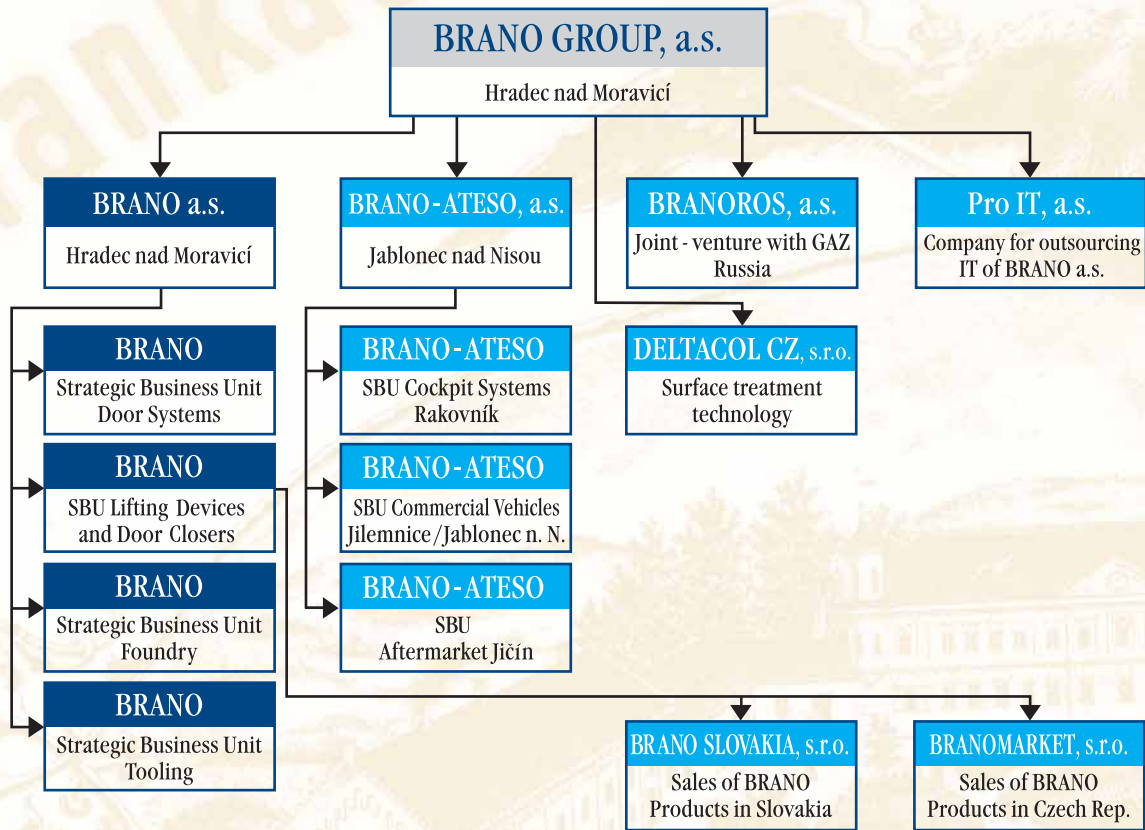 BRANO GROUP, a.s.
Hradec nad Moravicí
BRANO a.s.
Hradec nad Moravicí
BRANO-ATESO, a.s.
Jablonec nad Nisou
BRANOROS, a.s.
Joint - venture with GAZ
Russia
Pro IT, a.s.
Company for outsourcing
IT of BRANO a.s.
BRANO
Strategic Business Unit
Door Systems
BRANO-ATESO
SBU Cockpit Systems
Rakovník
DELTACOL CZ, s.r.o.
Surface treatment
technology
BRANO
SBU Lifting Devices
and Door Closers
BRANO-ATESO
SBU Commercial Vehicles
Jilemnice/Jablonec n. N.
BRANO
Strategic Business Unit
Foundry
BRANO-ATESO
SBU
Aftermarket Jičín
BRANO
Strategic Business Unit
Tooling
BRANO SLOVAKIA, s.r.o.
Sales of BRANO
Products in Slovakia
BRANOMARKET, s.r.o.
Sales of BRANO
Products in Czech Rep.